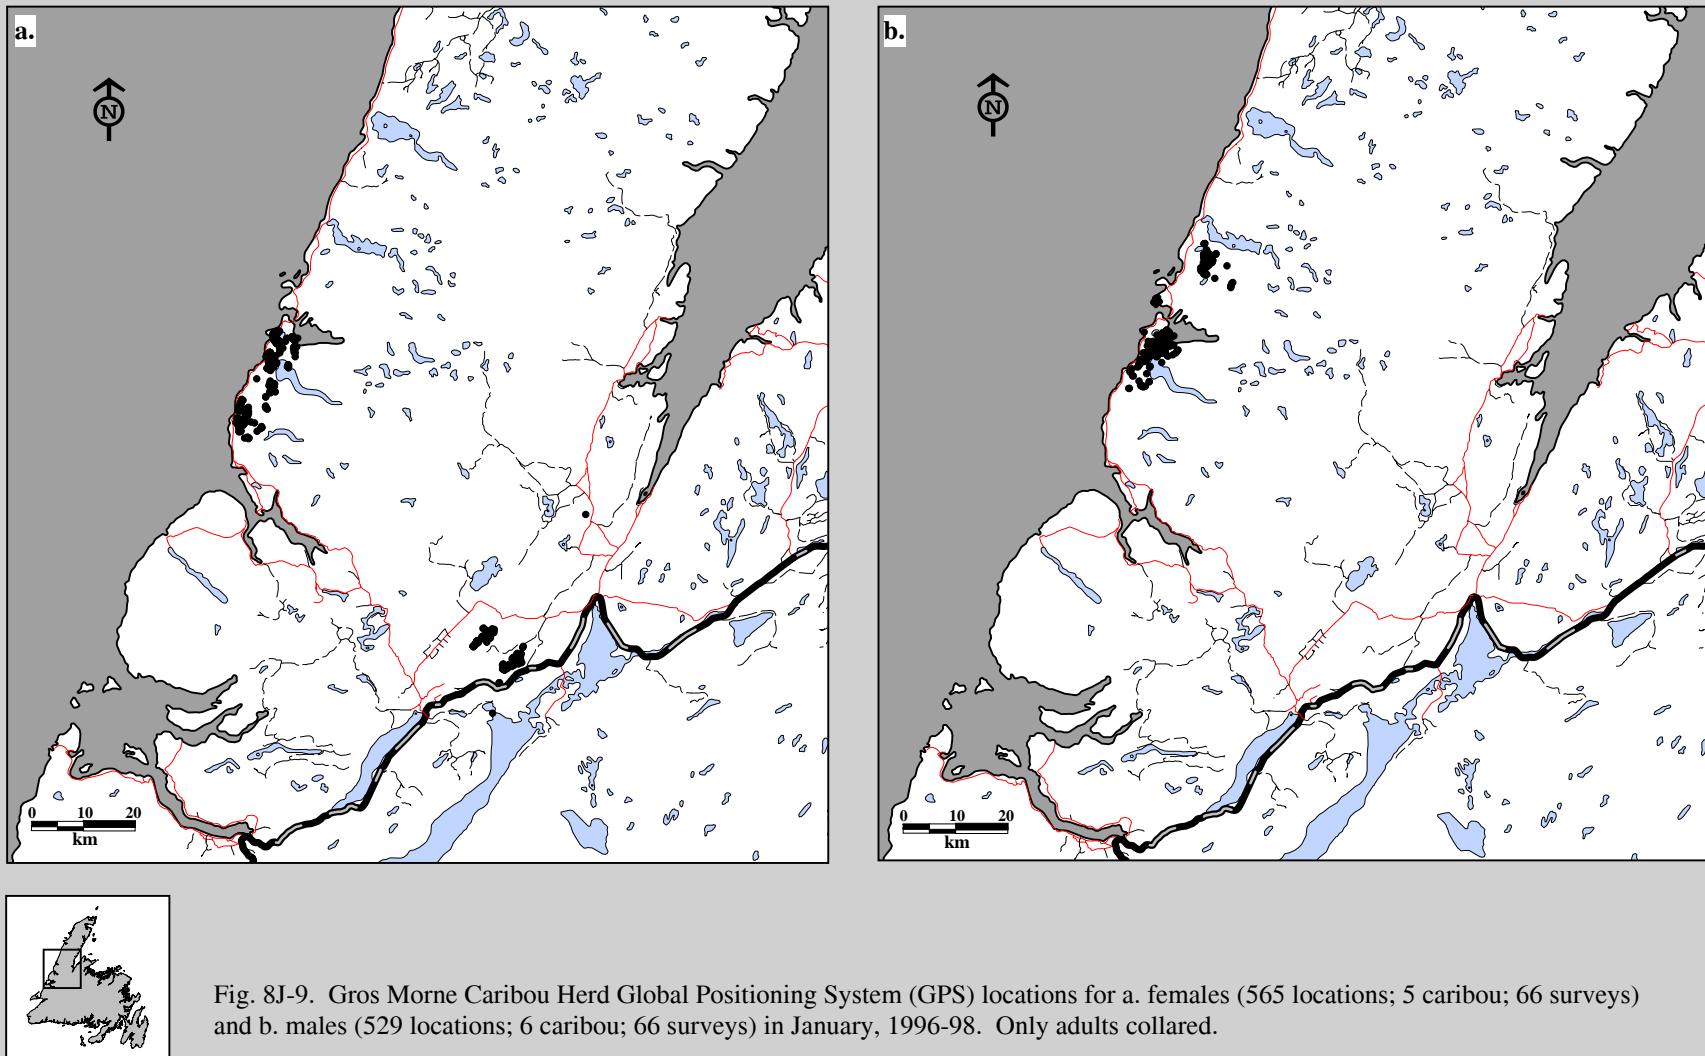 a.
N
0 10 20
km
b.
N
0 10 20
km
Fig. 8J-9. Gros Morne Caribou Herd Global Positioning System (GPS) locations for a. females (565 locations; 5 caribou; 66 surveys)
and b. males (529 locations; 6 caribou; 66 surveys) in January, 1996-98. Only adults collared.